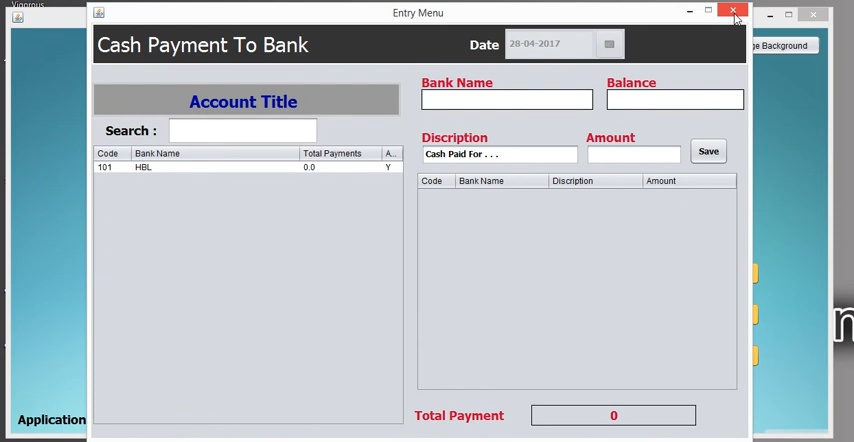 Vigorous
Entry Menu
Cash Payment To Bank
Date
28-04-2017
ge Background
Account Title
Search :
Code Bank Name Total Payments A...
101 HBL 0.0 Y
Bank Name
Balance
Discription
Amount
Cash Paid For . . .
Save
Code Bank Name Discription Amount
Total Payment
0
Application